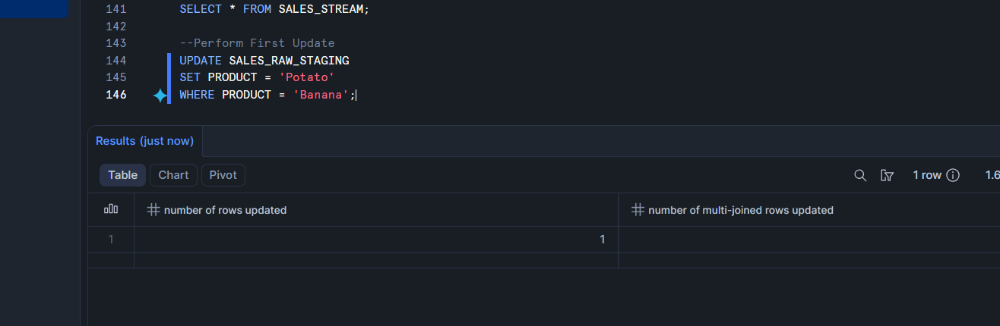 141 SELECT * FROM SALES_STREAM;
142
143 --Perform First Update
144 UPDATE SALES_RAW_STAGING
145 SET PRODUCT = 'Potato'
146 WHERE PRODUCT = 'Banana';
Results (just now)
Table Chart Pivot 1 row 1.6
number of rows updated number of multi-joined rows updated
1 1